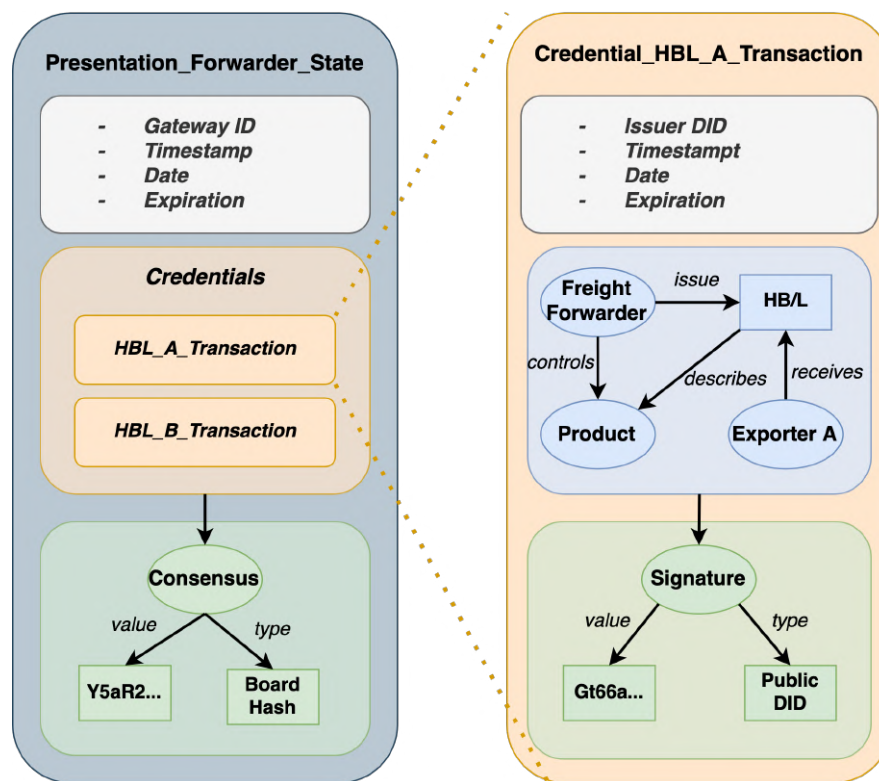 Presentation_Forwarder_State
- Gateway ID
- Timestamp
- Date
- Expiration
Credentials
HBL_A_Transaction
HBL_B_Transaction
Consensus
value
type
Y5aR2...
Board
Hash
Credential_HBL_A_Transaction
- Issuer DID
- Timestampt
- Date
- Expiration
Freight
Forwarder
issue
HB/L
controls
describes
receives
Product
Exporter A
Signature
value
type
Gt66a...
Public
DID